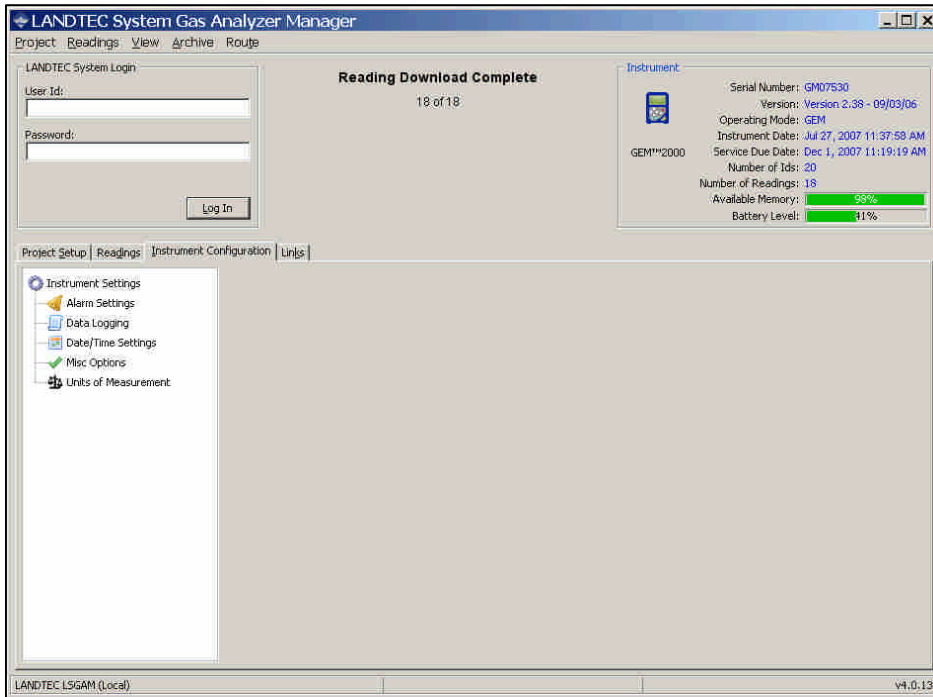 LANDTEC System Gas Analyzer Manager
Project Readings View Archive Route
LANDTEC System Login
User Id:
Password:
Log In
Reading Download Complete
18 of 18
Instrument
GEM™2000
Serial Number: GM07530
Version: Version 2.38 - 09/03/06
Operating Mode: GEM
Instrument Date: Jul 27, 2007 11:37:58 AM
Service Due Date: Dec 1, 2007 11:19:19 AM
Number of Ids: 20
Number of Readings: 18
Available Memory: 98%
Battery Level: 41%
Project Setup Readings Instrument Configuration Links
Instrument Settings
Alarm Settings
Data Logging
Date/Time Settings
Misc Options
Units of Measurement
LANDTEC LSGAM (Local)
v4.0.13